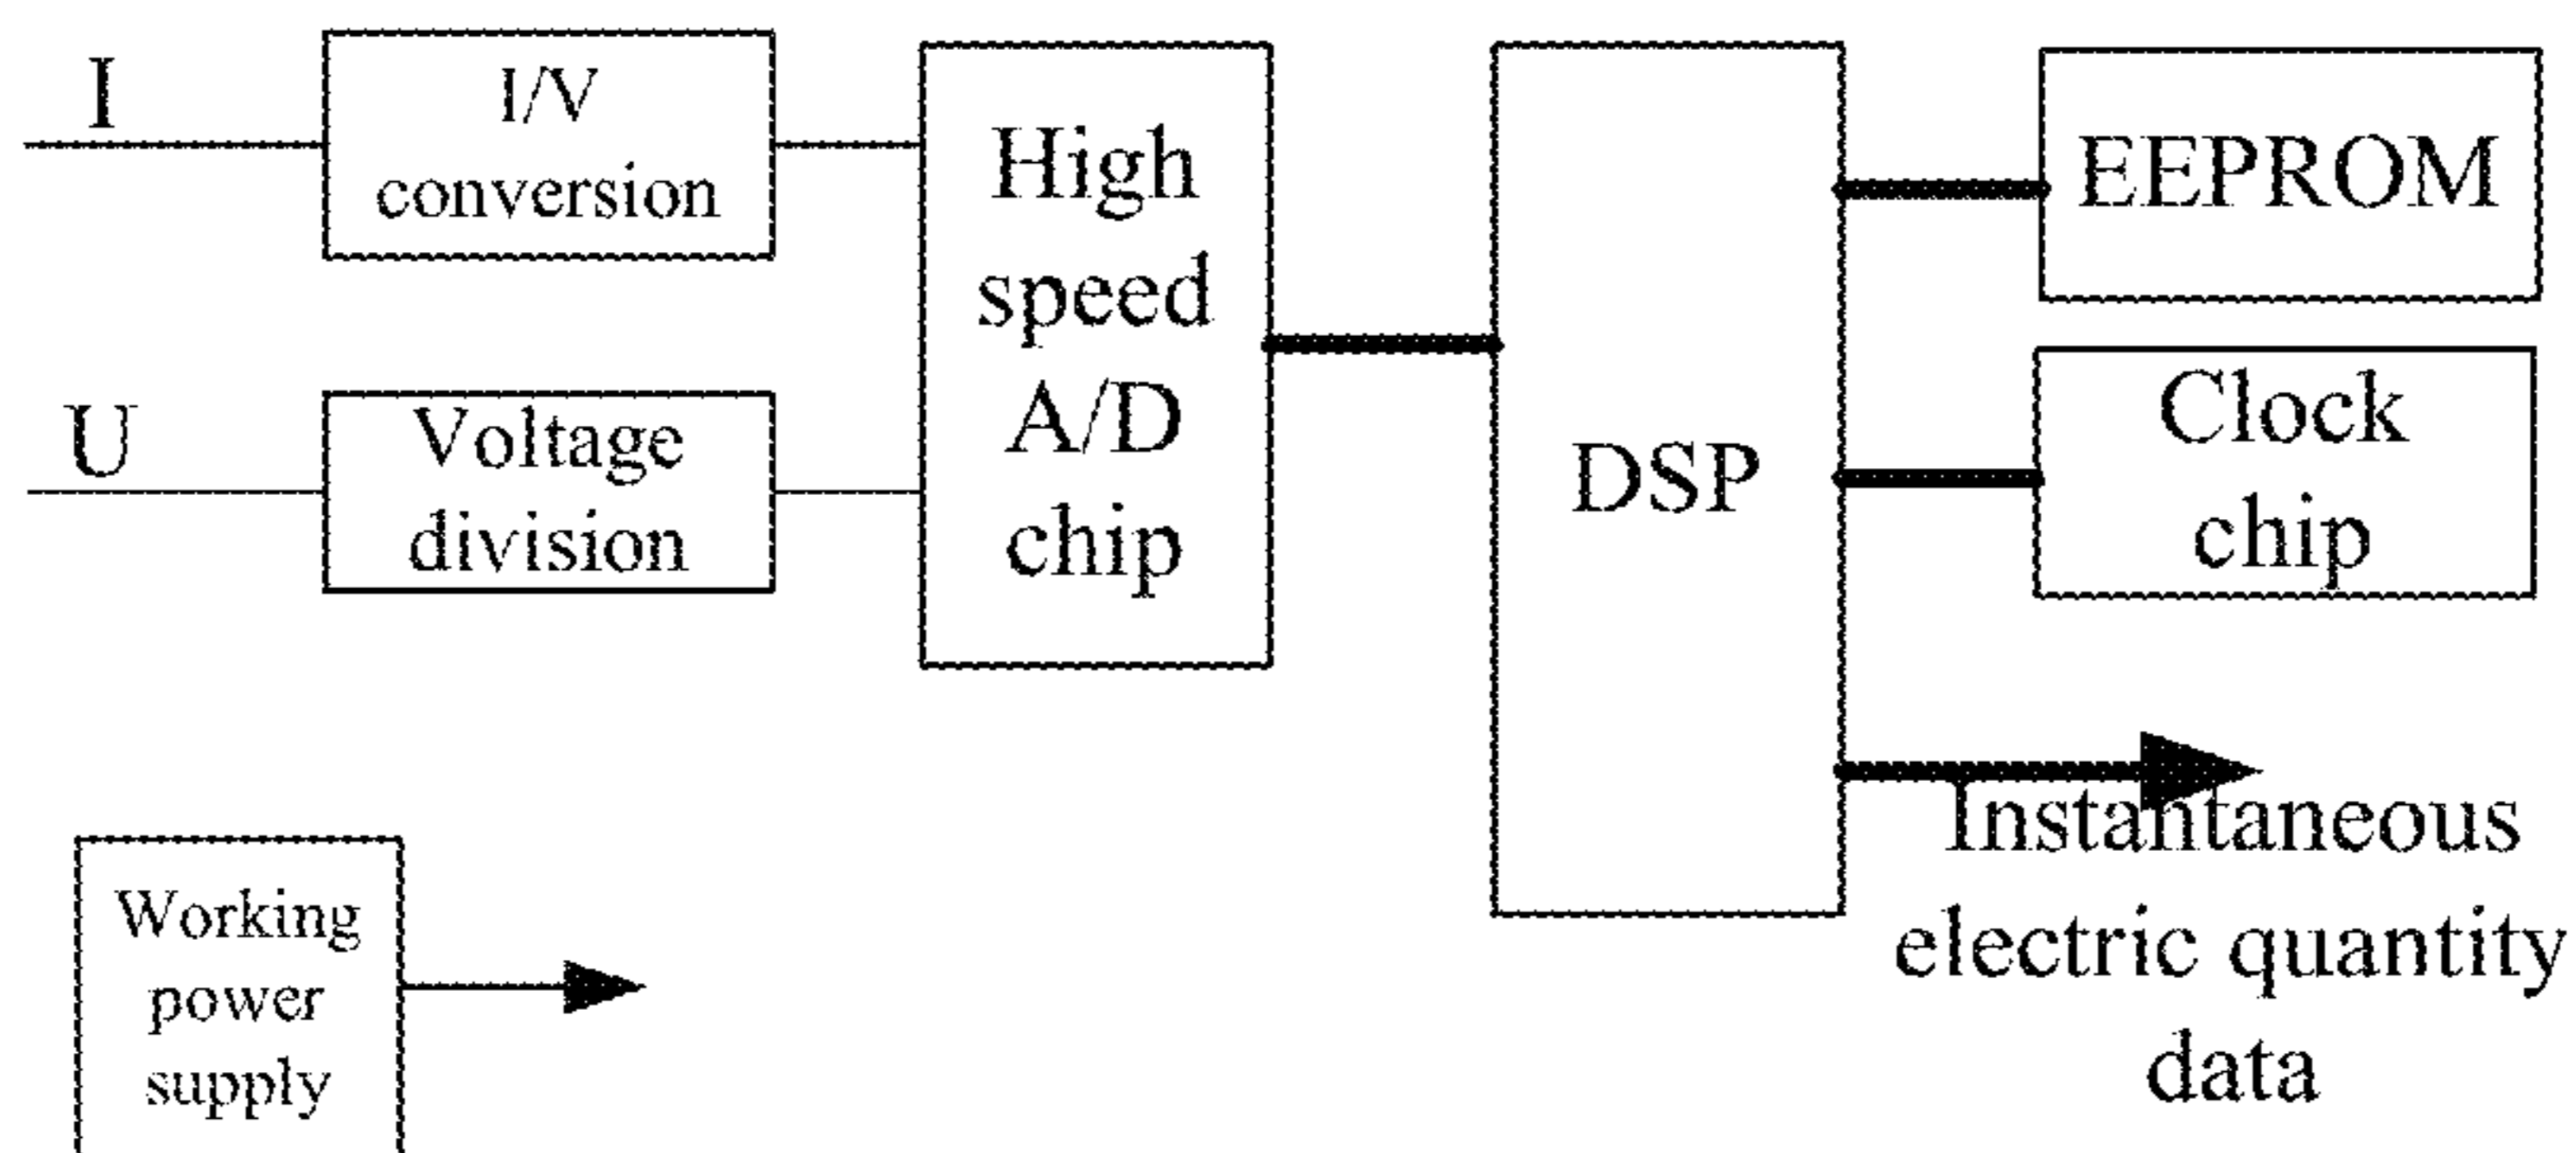 I
I/V
conversion
U
Voltage
division
High
speed
A/D
chip
DSP
EEPROM
Clock
chip
Instantaneous
electric quantity
data
Working
power
supply